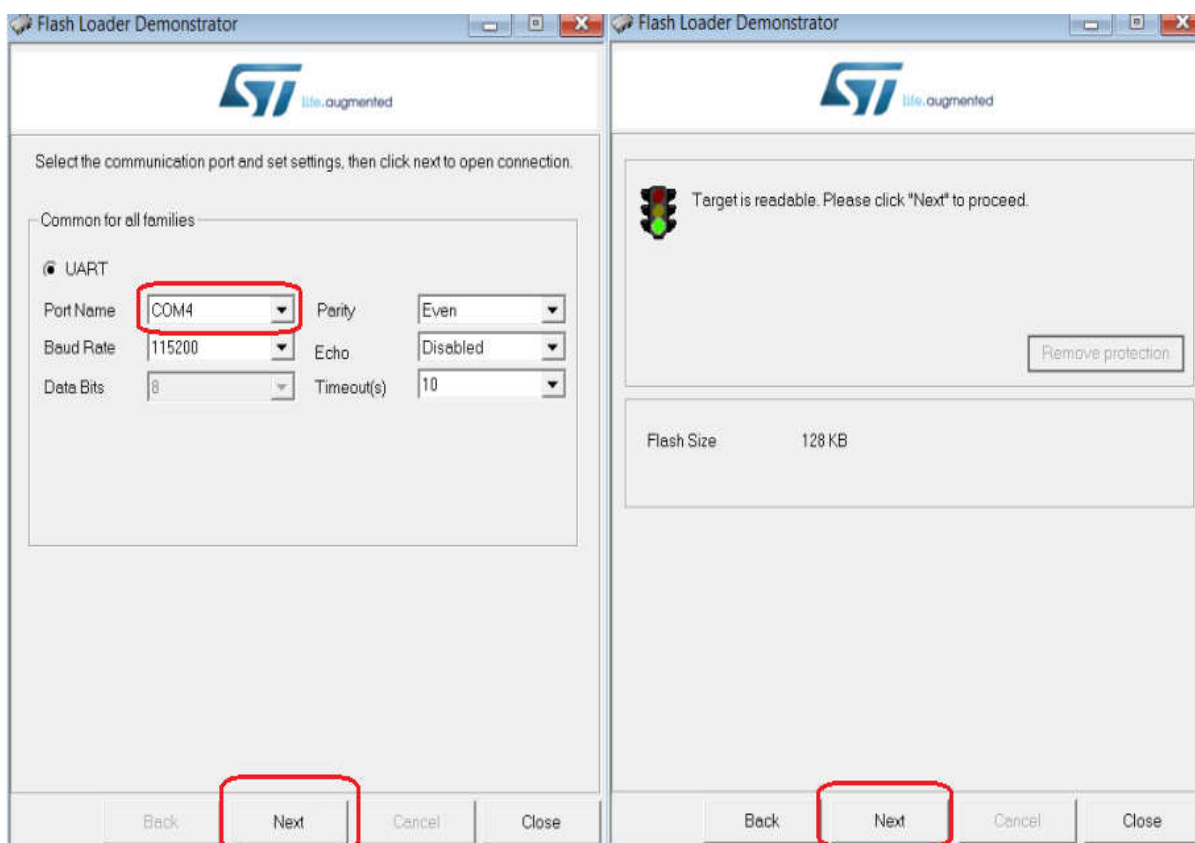 Flash Loader Demonstrator
ST life.augmented
Select the communication port and set settings, then click next to open connection.
Common for all families
UART
Port Name COM4 Parity Even
Baud Rate 115200 Echo Disabled
Data Bits 8 Timeout(s) 10
Back Next Cancel Close
Flash Loader Demonstrator
ST life.augmented
Target is readable. Please click "Next" to proceed.
Remove protection
Flash Size 128 KB
Back Next Cancel Close